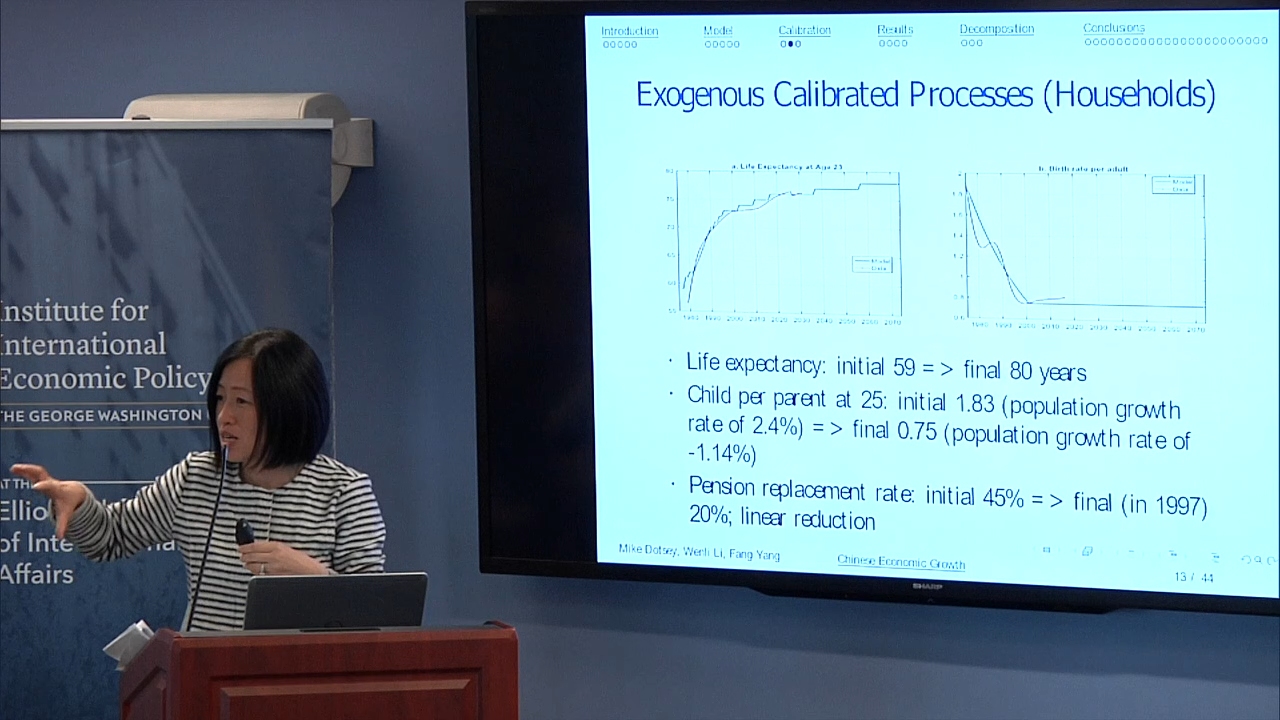 Introduction Model Calibration Results Decomposition Conclusions
Exogenous Calibrated Processes (Households)
a. Life Expectancy at Age 23
b. Birth rate per adult
Model
Data
Model
Data
· Life expectancy: initial 59 = > final 80 years
· Child per parent at 25: initial 1.83 (population growth
rate of 2.4%) = > final 0.75 (population growth rate of
-1.14%)
· Pension replacement rate: initial 45% = > final (in 1997)
20%; linear reduction
Mike Dotsey, Wenli Li, Fang Yang
Chinese Economic Growth
13 / 44
SHARP
Institute for
International
Economic Policy
THE GEORGE WASHINGTON
AT TH
Ellio
of Inte na
Affairs